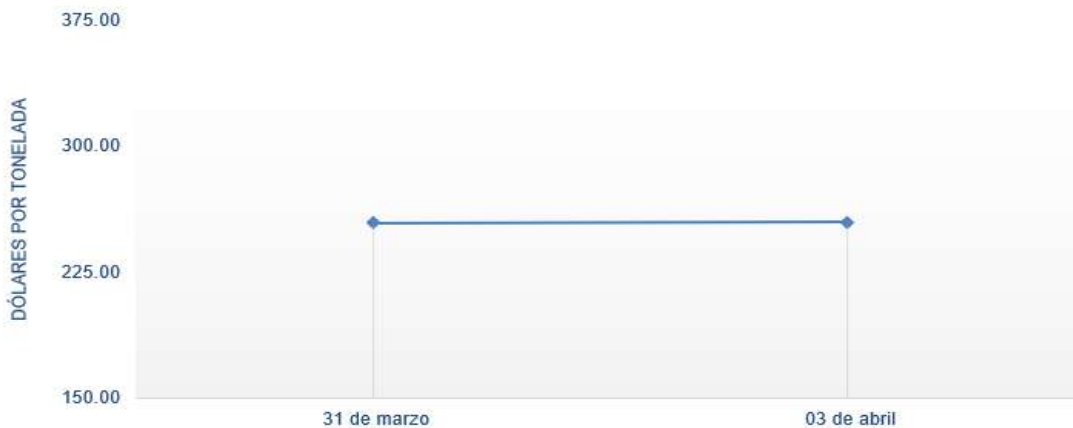 375.00
DÓLARES POR TONELADA
300.00
225.00
150.00
31 de marzo
03 de abril